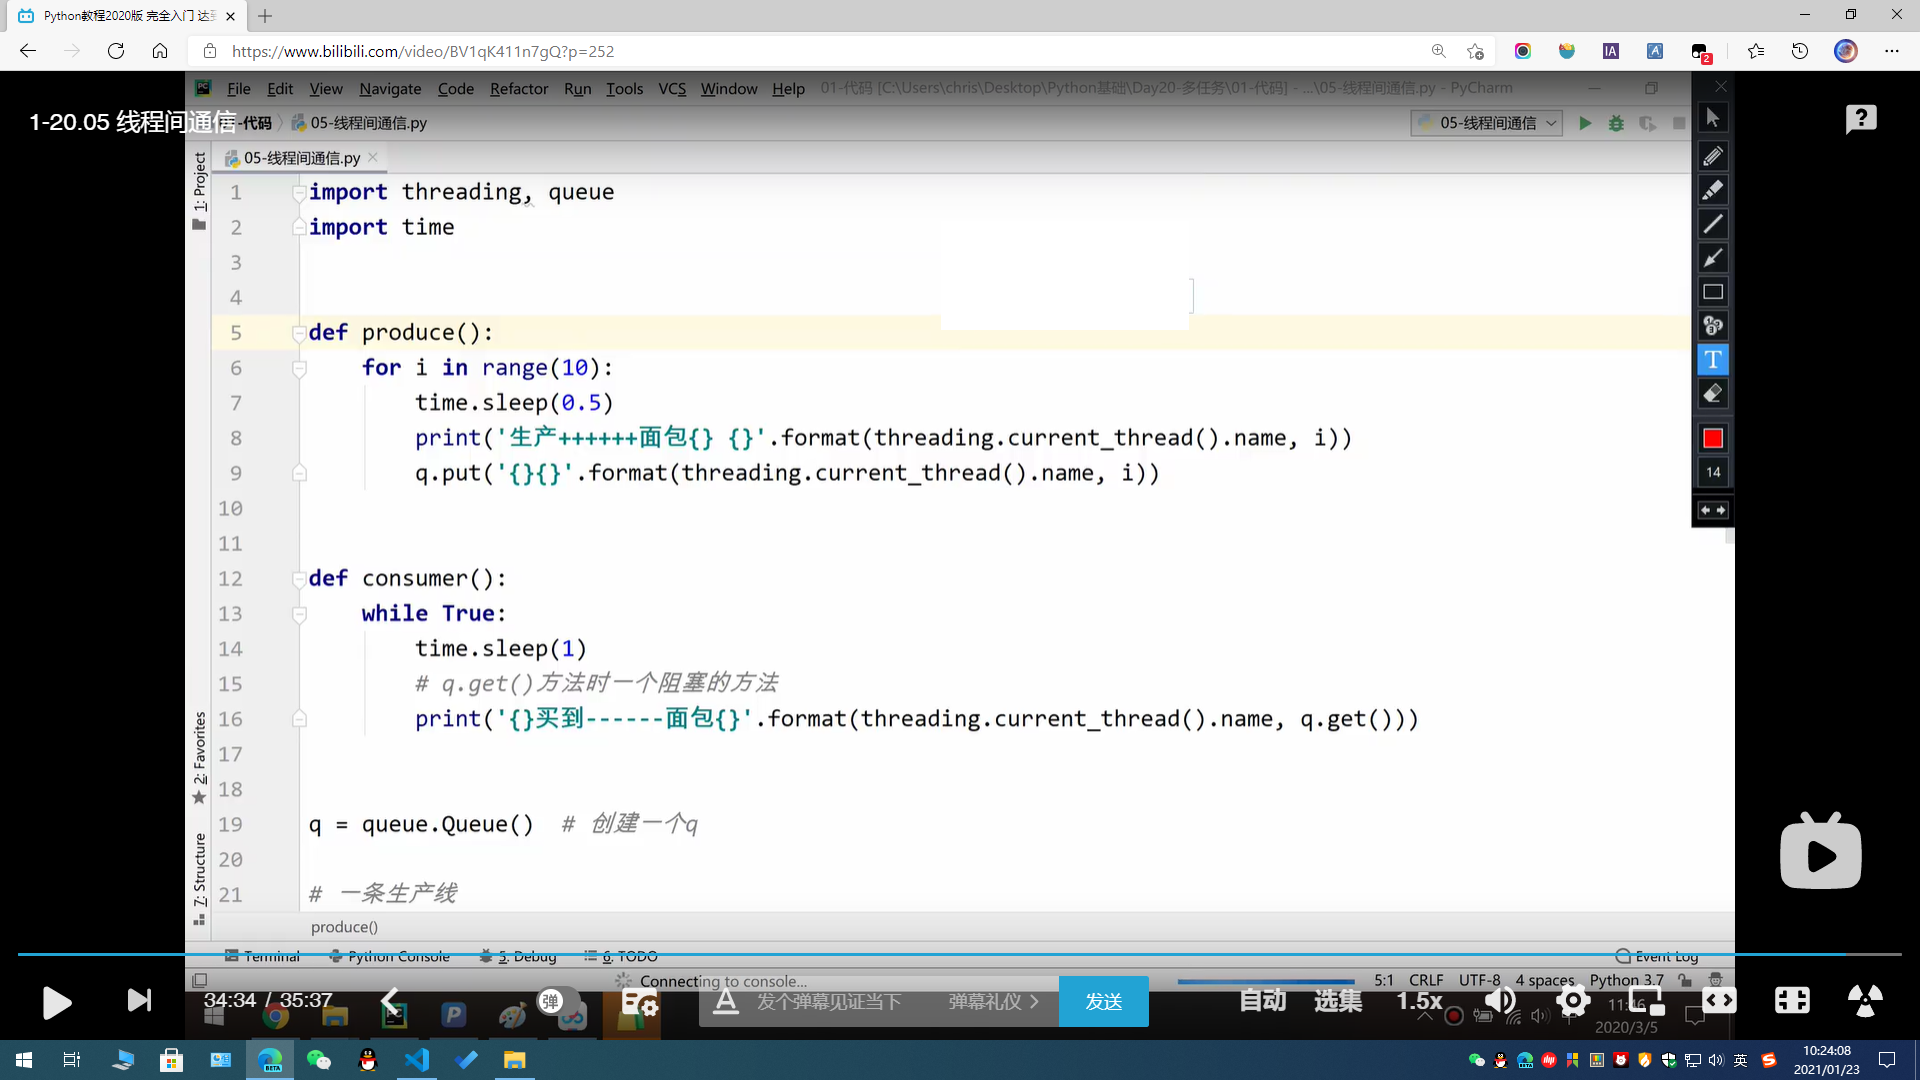 Python教程2020版 完全入门 达到
https://www.bilibili.com/video/BV1qK411n7gQ?p=252
IA
A
2
PC File Edit View Navigate Code Refactor Run Tools VCS Window Help 01-代码 [C:\Users\chris\Desktop\Python基础\Day20-多任务\01-代码] - ...\05-线程间通信.py - PyCharm
1-20.05 线程间通信
-代码 05-线程间通信.py
05-线程间通信
?
1: Project
05-线程间通信.py
1 import threading, queue
2 import time
3
4
5 def produce():
6 for i in range(10):
7 time.sleep(0.5)
8 print('生产++++++面包{} {}'.format(threading.current_thread().name, i))
9 q.put('{}{}'.format(threading.current_thread().name, i))
10
11
12 def consumer():
13 while True:
14 time.sleep(1)
15 # q.get()方法时一个阻塞的方法
16 print('{}买到------面包{}'.format(threading.current_thread().name, q.get()))
17
18
19 q = queue.Queue() # 创建一个q
20
21 # 一条生产线
T
14
2: Favorites
7: Structure
produce()
Terminal Python Console 5: Debug 6: TODO Event Log
Connecting to console... 5:1 CRLF UTF-8 4 spaces Python 3.7
34:34 / 35:37 弹 A 发个弹幕见证当下 弹幕礼仪 发送 自动 选集 1.5x
11:46
2020/3/5
BETA
英
10:24:08
2021/01/23